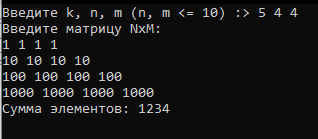 Введите k, n, m (n, m <= 10) :> 5 4 4
Введите матрицу NxM:
1 1 1 1
10 10 10 10
100 100 100 100
1000 1000 1000 1000
Сумма элементов: 1234